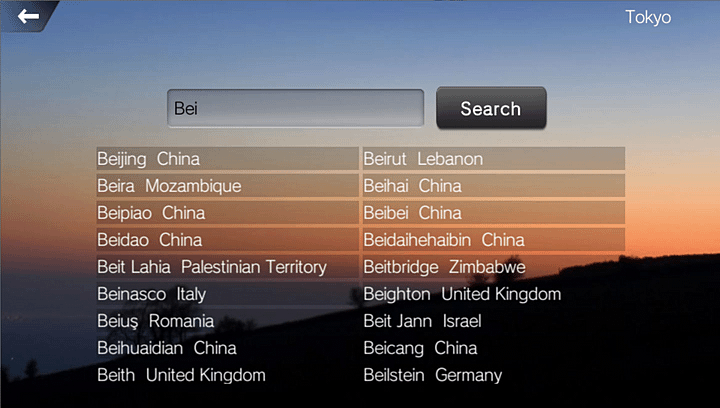 Tokyo
Bei
Search
Beijing China
Beirut Lebanon
Beira Mozambique
Beihai China
Beipiao China
Beibei China
Beidao China
Beidaihehaibin China
Beit Lahia Palestinian Territory
Beitbridge Zimbabwe
Beinasco Italy
Beighton United Kingdom
Beiuş Romania
Beit Jann Israel
Beihuaidian China
Beicang China
Beith United Kingdom
Beilstein Germany